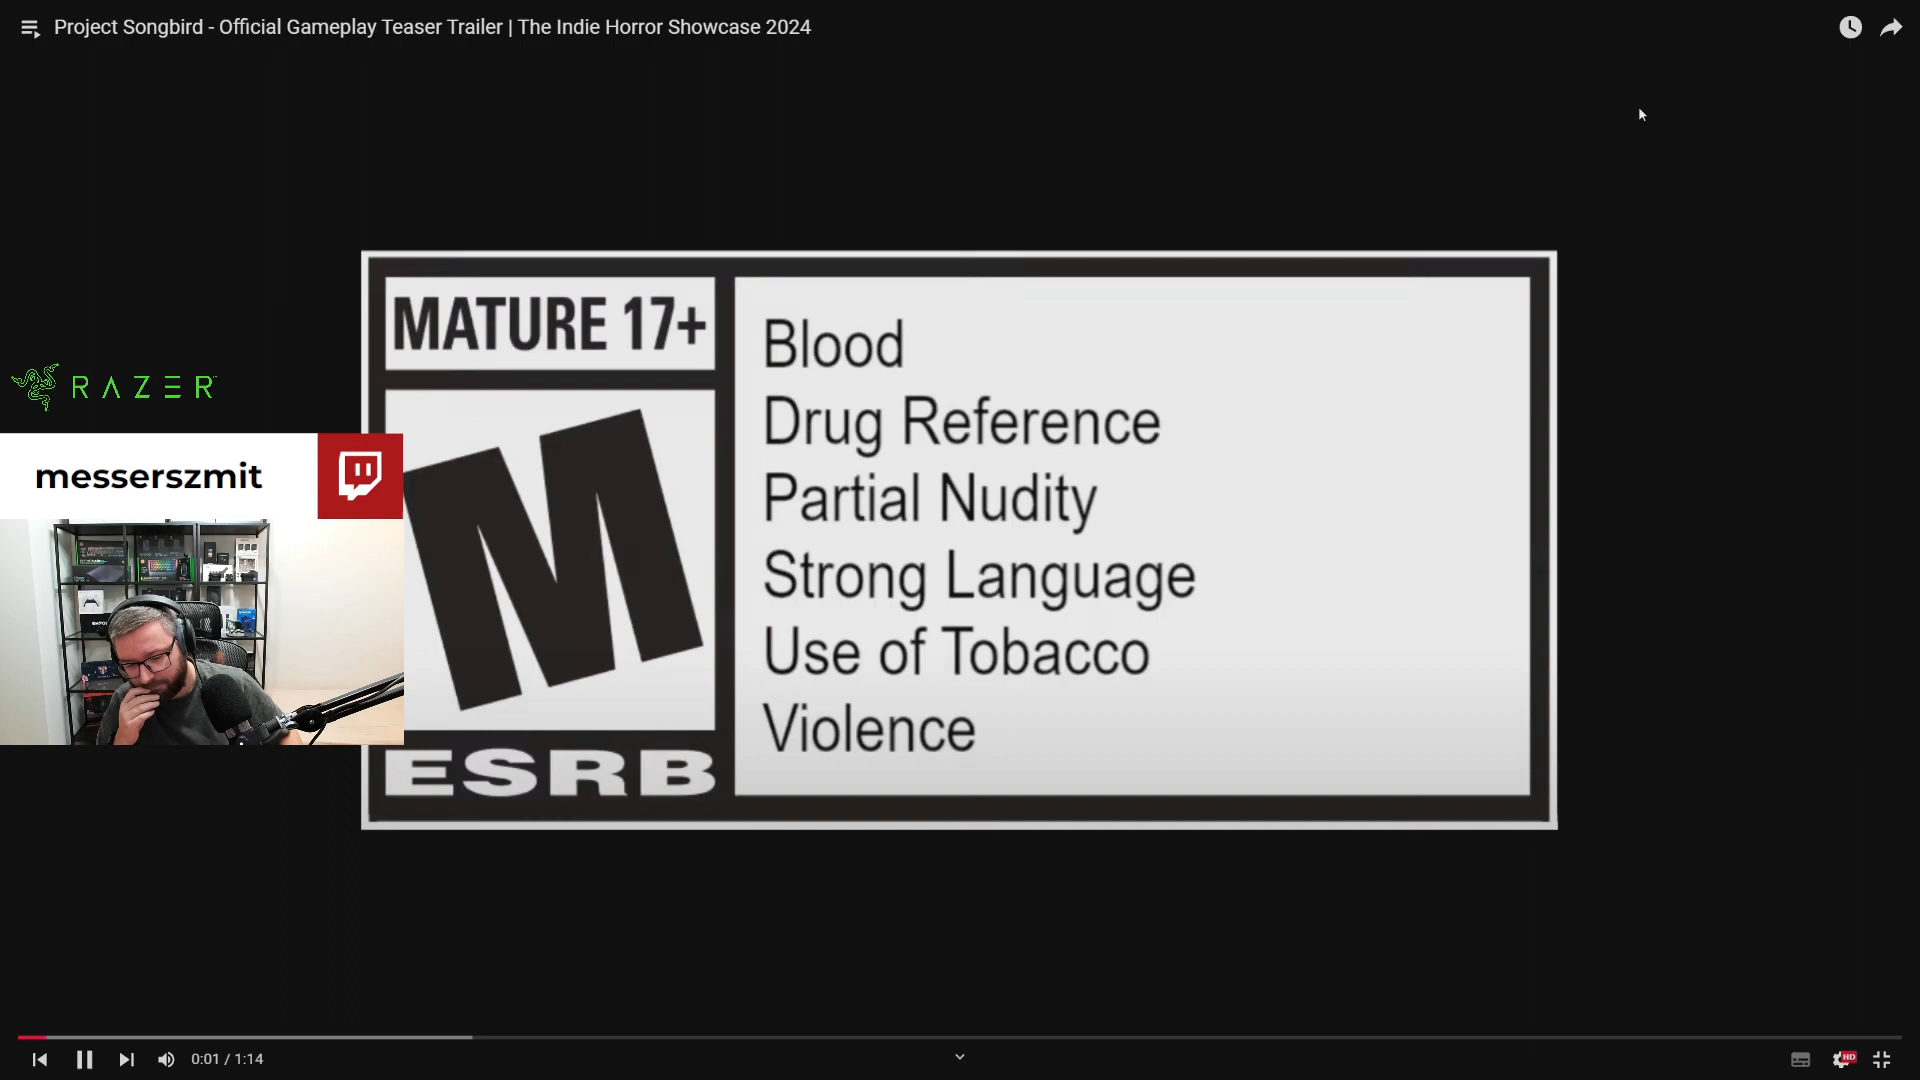 Project Songbird - Official Gameplay Teaser Trailer | The Indie Horror Showcase 2024
MATURE 17+
Blood
Drug Reference
Partial Nudity
Strong Language
Use of Tobacco
Violence
M
ESRB
RAZER
messerszmit
0:01 / 1:14
HD